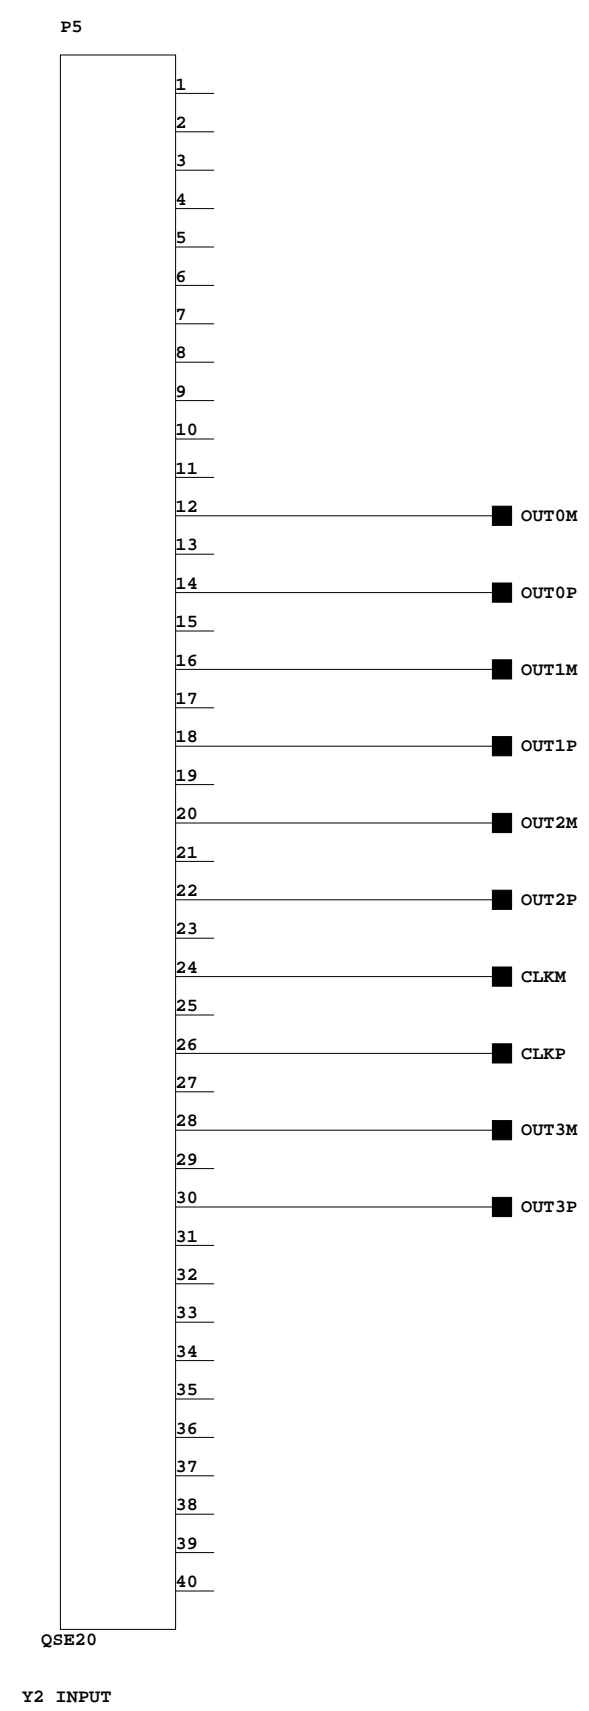 P5
1
2
3
4
5
6
7
8
9
10
11
12 OUT0M
13
14 OUT0P
15
16 OUT1M
17
18 OUT1P
19
20 OUT2M
21
22 OUT2P
23
24 CLKM
25
26 CLKP
27
28 OUT3M
29
30 OUT3P
31
32
33
34
35
36
37
38
39
40
QSE20
Y2 INPUT